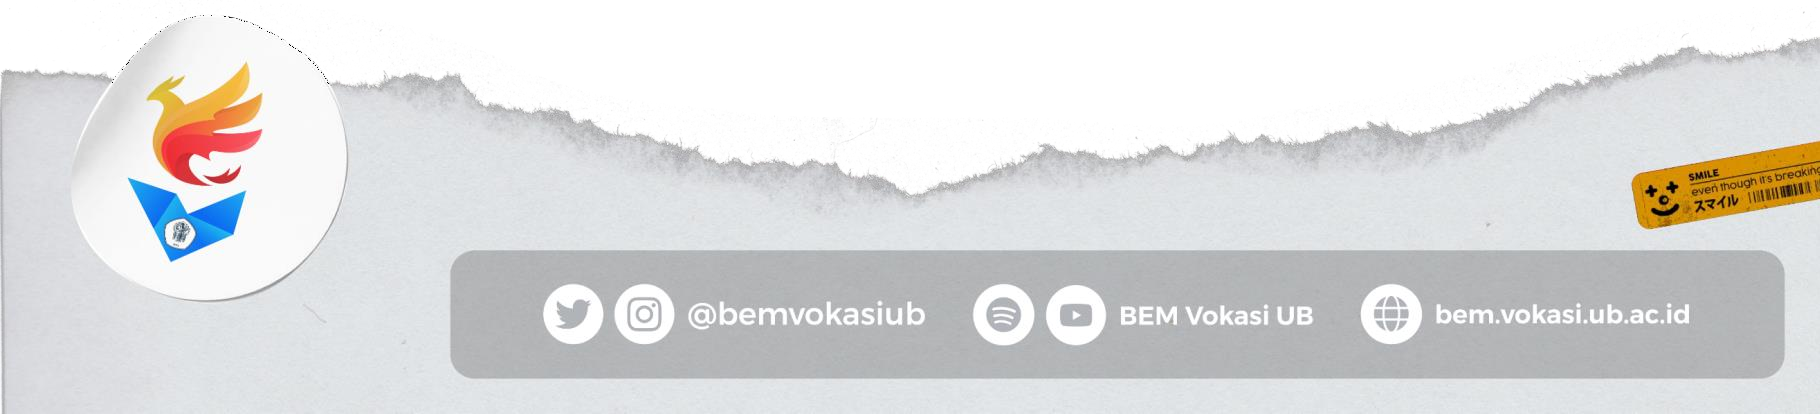 SMILE
even though it's breaking
スマイル
@bemvokasiub
BEM Vokasi UB
bem.vokasi.ub.ac.id